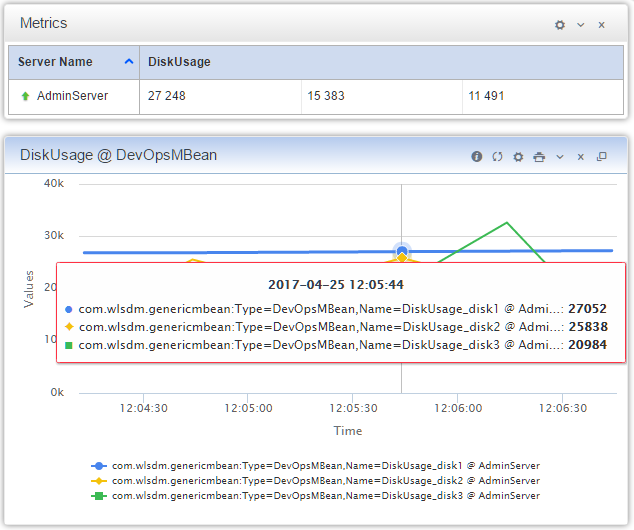 Metrics
Server Name DiskUsage
AdminServer 27 248 15 383 11 491
DiskUsage @ DevOpsMBean
40k
30k
20
10
0k
Values
2017-04-25 12:05:44
com.wlsdm.genericmbean:Type=DevOpsMBean,Name=DiskUsage_disk1 @ Admi...: 27052
com.wlsdm.genericmbean:Type=DevOpsMBean,Name=DiskUsage_disk2 @ Admi...: 25838
com.wlsdm.genericmbean:Type=DevOpsMBean,Name=DiskUsage_disk3 @ Admi...: 20984
12:04:30 12:05:00 12:05:30 12:06:00 12:06:30
Time
com.wlsdm.genericmbean:Type=DevOpsMBean,Name=DiskUsage_disk1 @ AdminServer
com.wlsdm.genericmbean:Type=DevOpsMBean,Name=DiskUsage_disk2 @ AdminServer
com.wlsdm.genericmbean:Type=DevOpsMBean,Name=DiskUsage_disk3 @ AdminServer